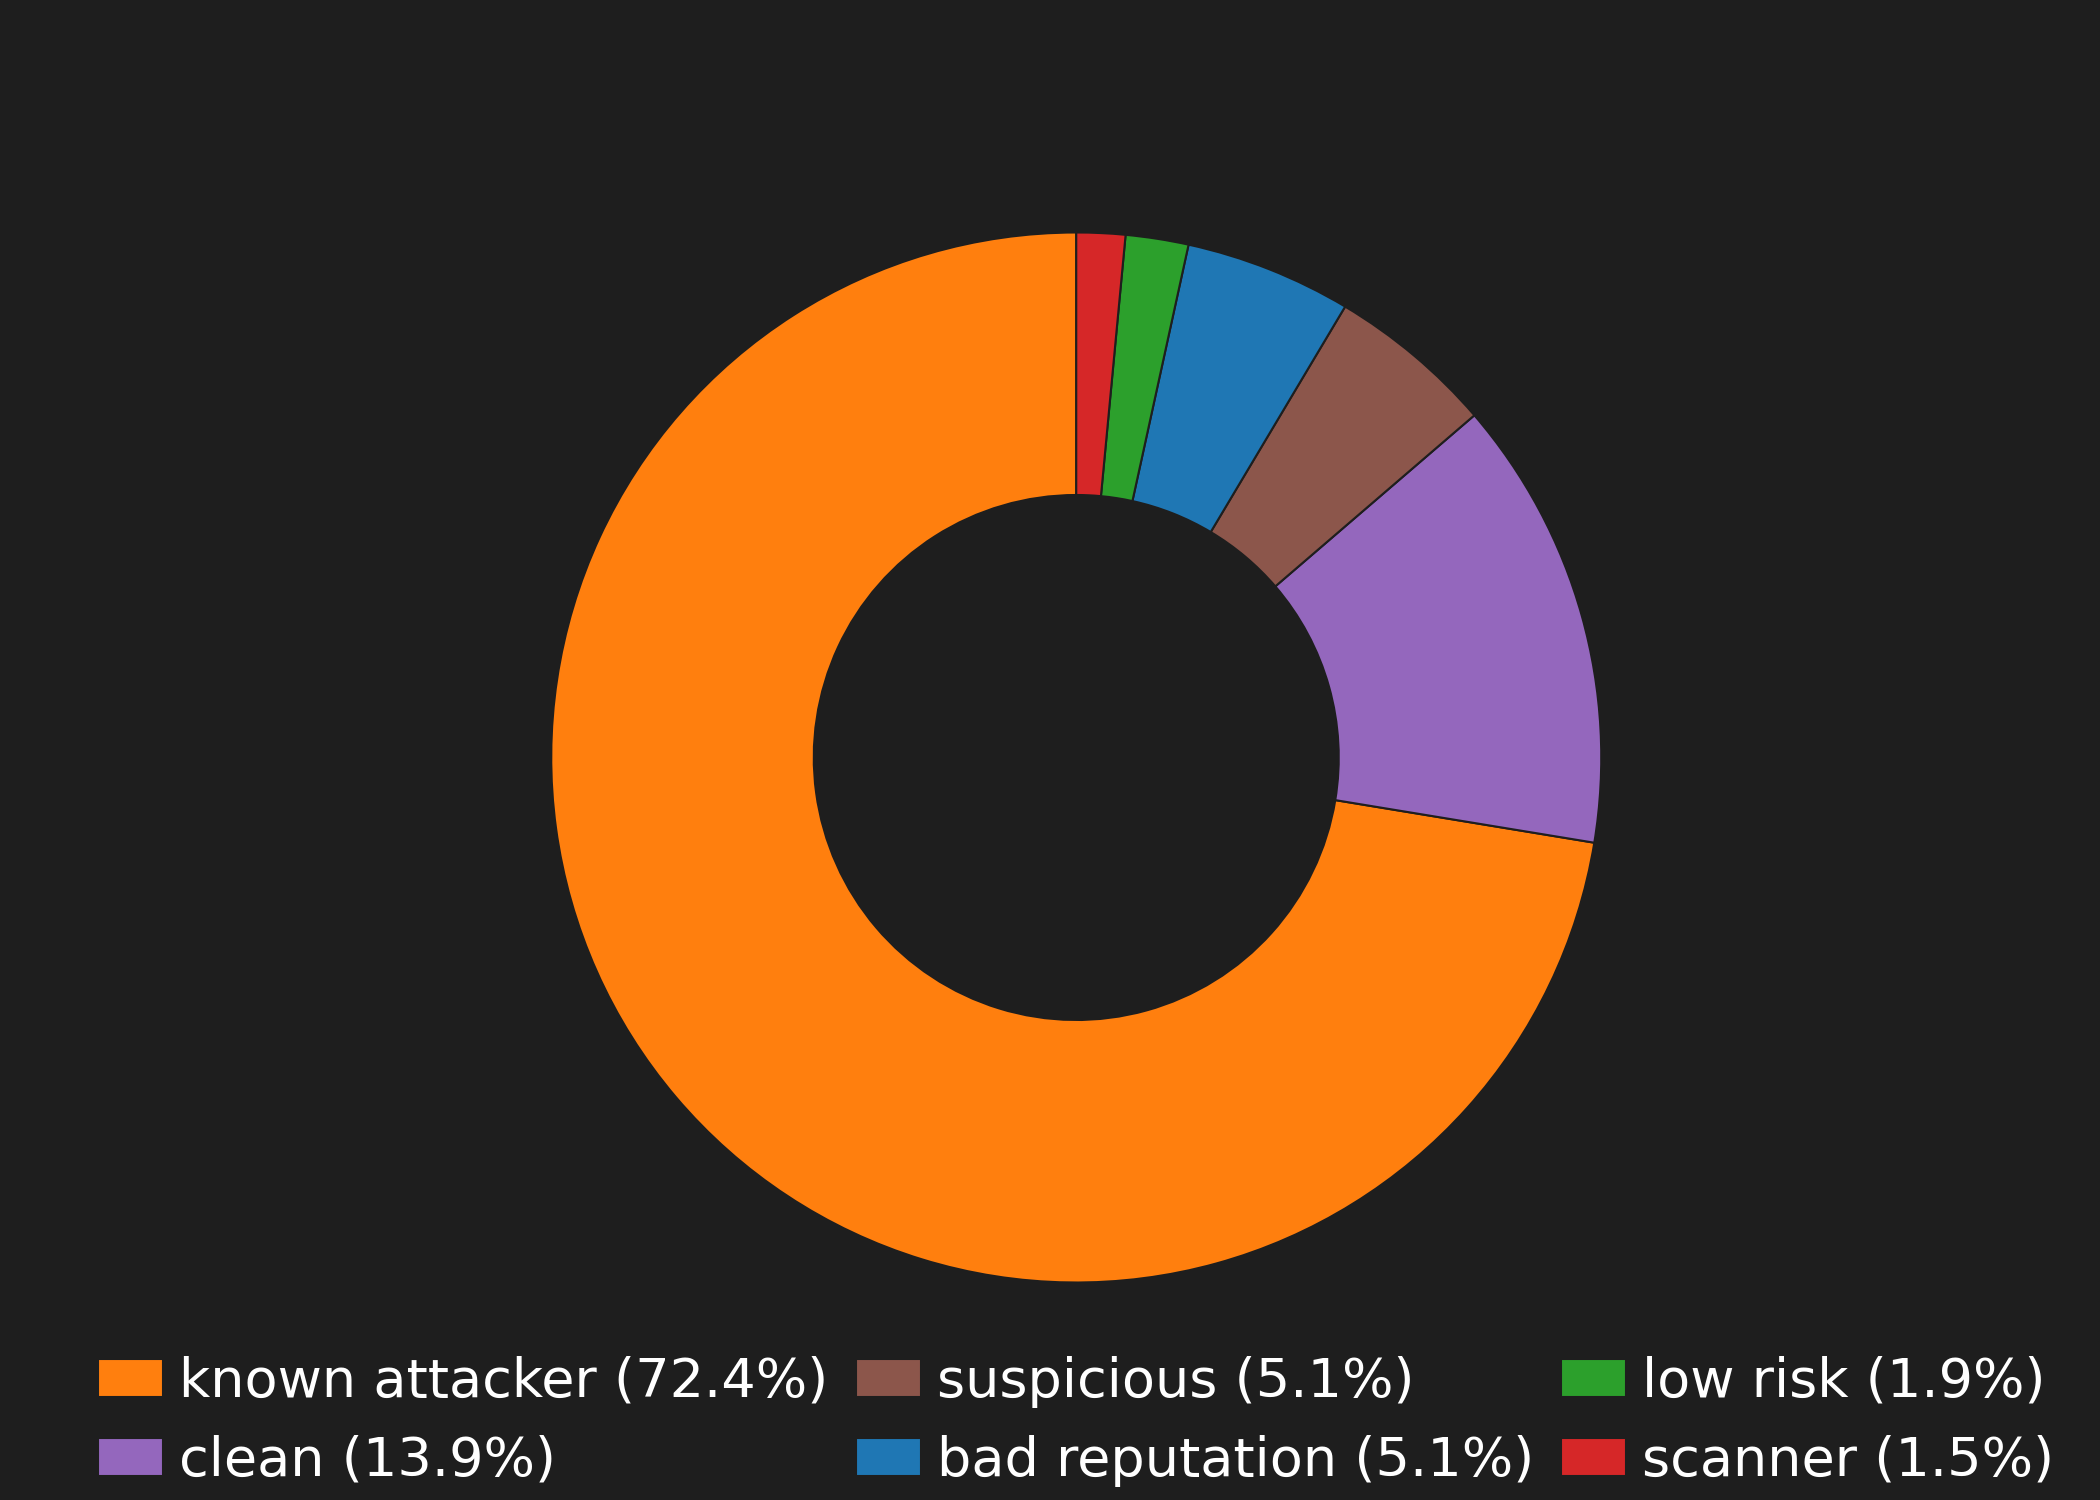 known attacker (72.4%) suspicious (5.1%) low risk (1.9%)
clean (13.9%) bad reputation (5.1%) scanner (1.5%)